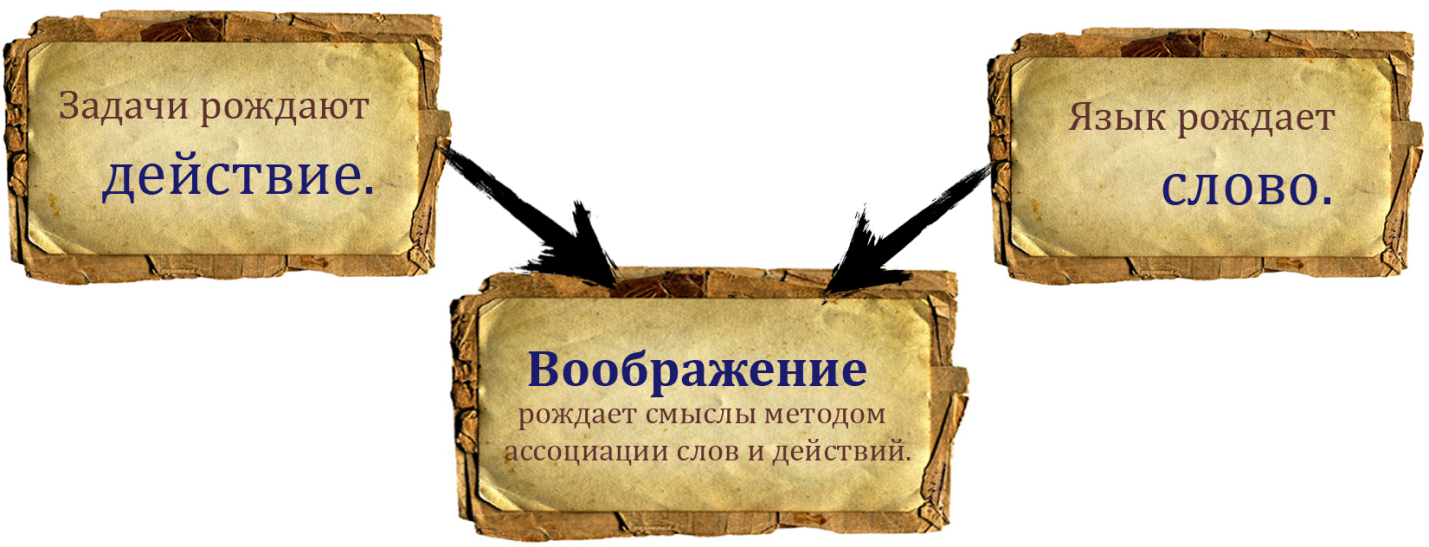 Задачи рождают
действие.
Язык рождает
слово.
Воображение
рождает смыслы методом
ассоциации слов и действий.